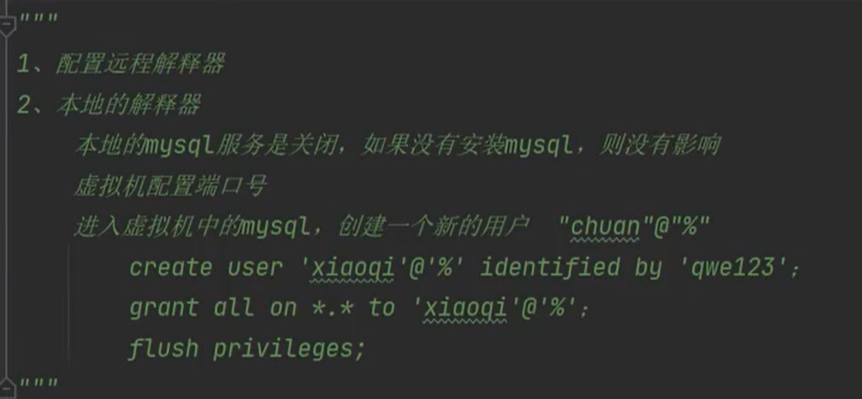 """
1、配置远程解释器
2、本地的解释器
本地的mysql服务是关闭，如果没有安装mysql，则没有影响
虚拟机配置端口号
进入虚拟机中的mysql，创建一个新的用户 "chuan"@"%"
create user 'xiaoqi'@'%' identified by 'qwe123';
grant all on *.* to 'xiaoqi'@'%';
flush privileges;
"""